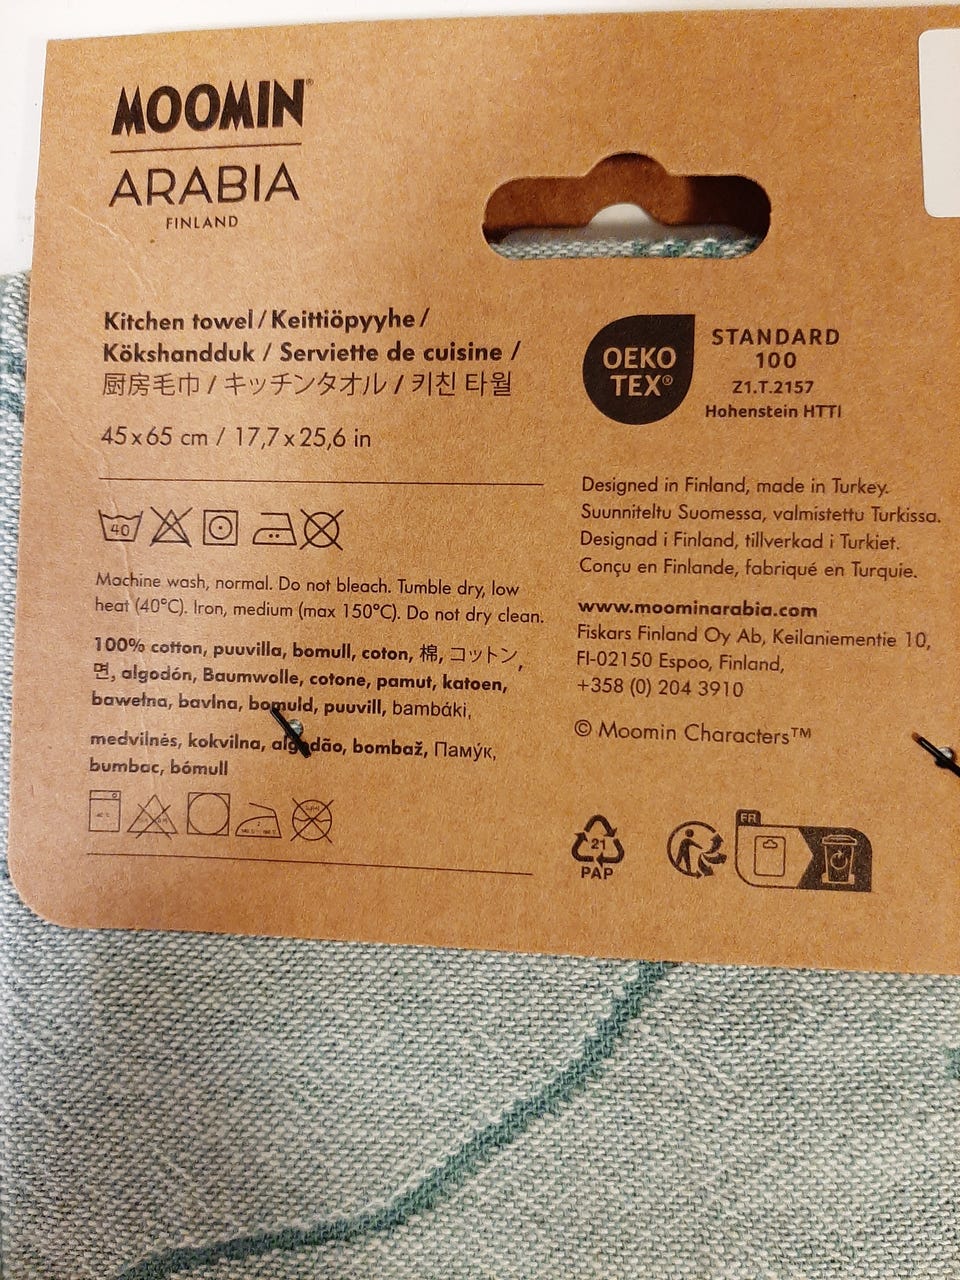 MOOMIN®
ARABIA
FINLAND
Kitchen towel / Keittiöpyyhe /
Kökshandduk / Serviette de cuisine /
厨房毛巾 / キッチンタオル / 키친 타월
45 x 65 cm / 17,7 x 25,6 in
40
Machine wash, normal. Do not bleach. Tumble dry, low
heat (40°C). Iron, medium (max 150°C). Do not dry clean.
100% cotton, puuvilla, bomull, coton, 棉, コットン,
면, algodón, Baumwolle, cotone, pamut, katoen,
bawełna, bavlna, bomuld, puuvill, bambáki,
medvilnės, kokvilna, algodão, bombaž, Памýк,
bumbac, bómull
OEKO
TEX®
STANDARD
100
Z1.T.2157
Hohenstein HTTI
Designed in Finland, made in Turkey.
Suunniteltu Suomessa, valmistettu Turkissa.
Designad i Finland, tillverkad i Turkiet.
Conçu en Finlande, fabriqué en Turquie.
www.moominarabia.com
Fiskars Finland Oy Ab, Keilaniementie 10,
FI-02150 Espoo, Finland,
+358 (0) 204 3910
© Moomin Characters™
21
PAP
FR